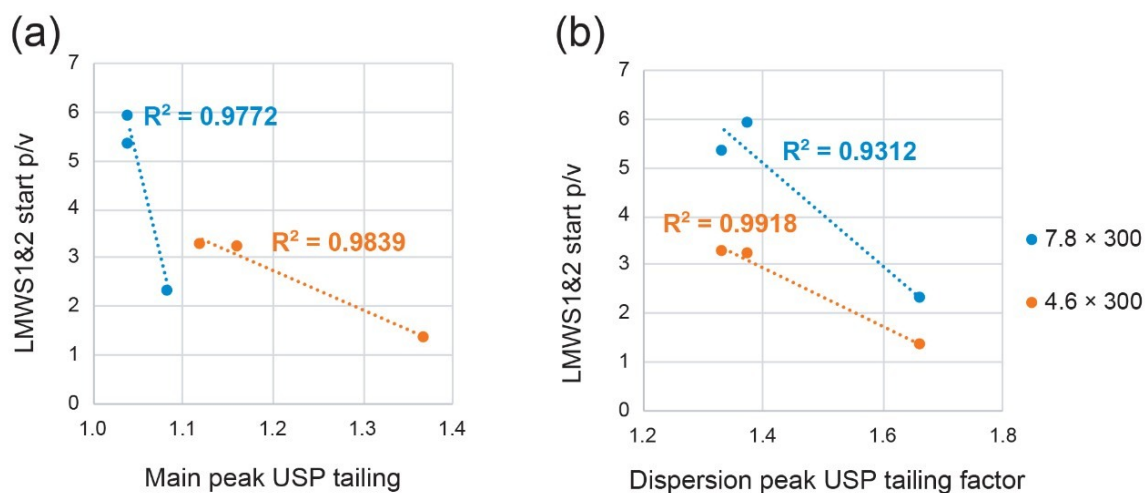 (a)
LMWS1&2 start p/v
7
6
5
4
3
2
1
0
R² = 0.9772
R² = 0.9839
1.0 1.1 1.2 1.3 1.4
Main peak USP tailing
(b)
LMWS1&2 start p/v
7
6
5
4
3
2
1
0
R² = 0.9312
R² = 0.9918
1.2 1.4 1.6 1.8
Dispersion peak USP tailing factor
7.8 × 300
4.6 × 300